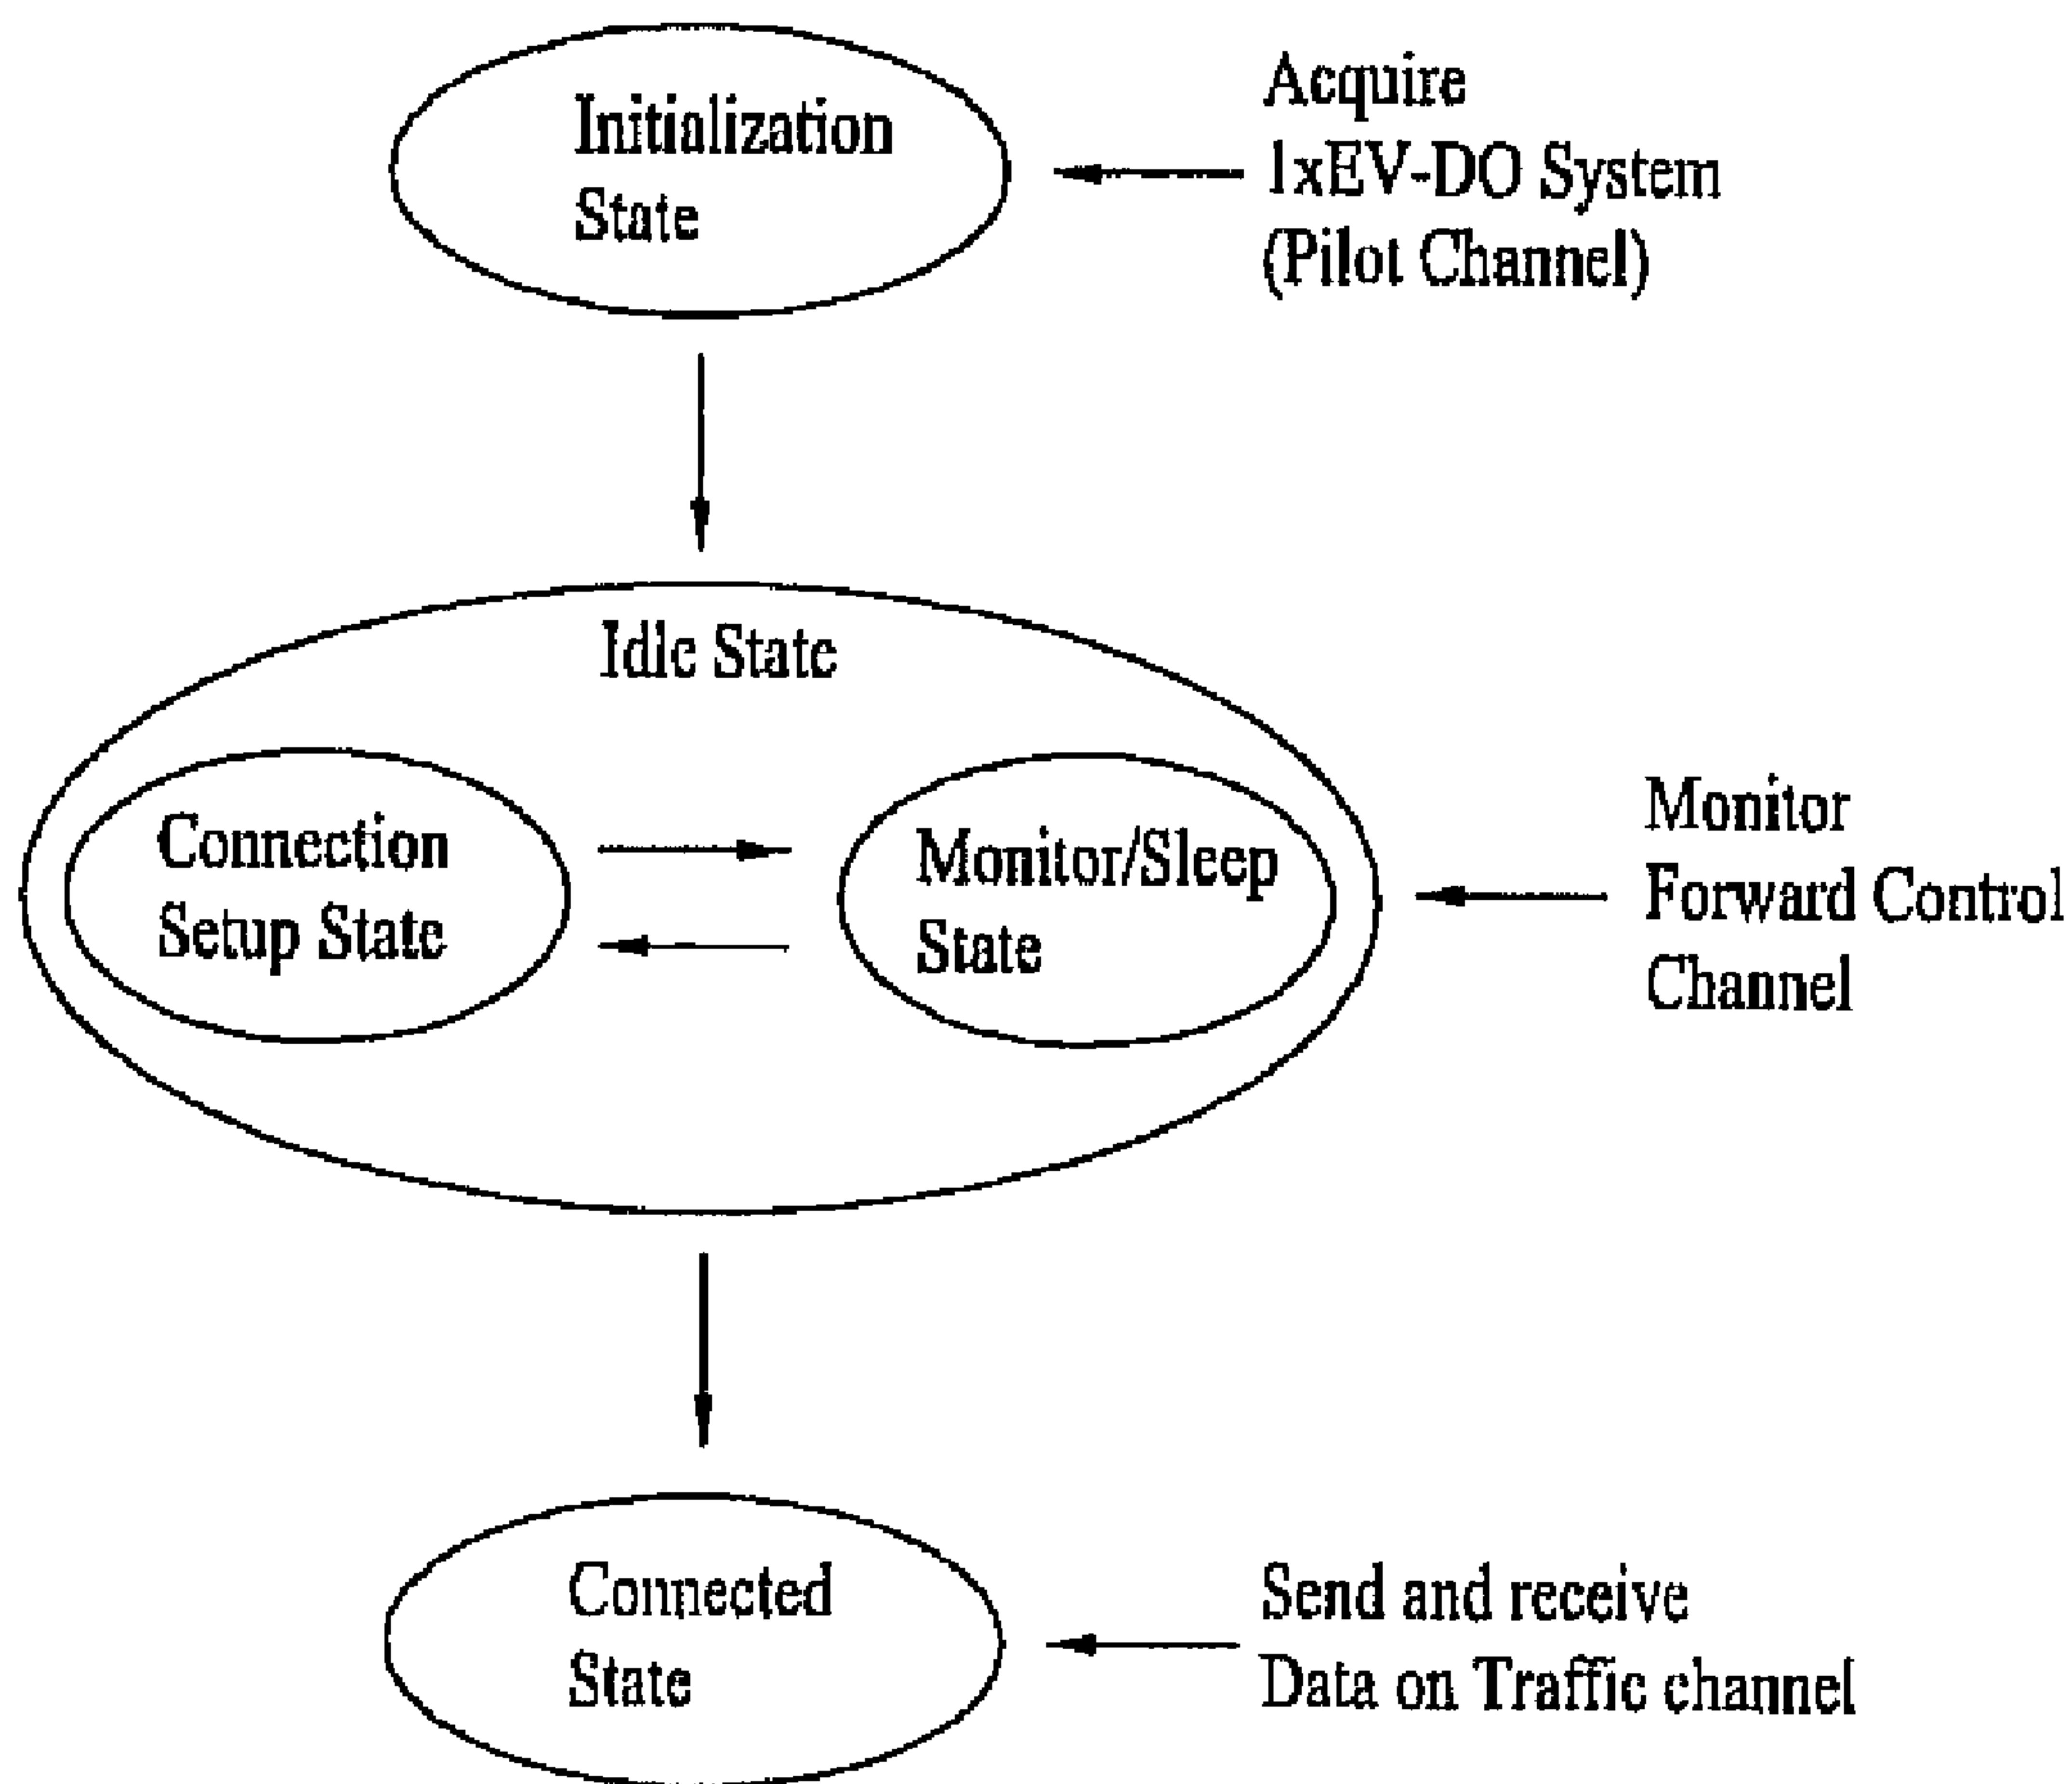 Initialization
State
Acquire
1xEV-DO System
(Pilot Channel)
Idle State
Connection
Setup State
Monitor/Sleep
State
Monitor
Forward Control
Channel
Connected
State
Send and receive
Data on Traffic channel